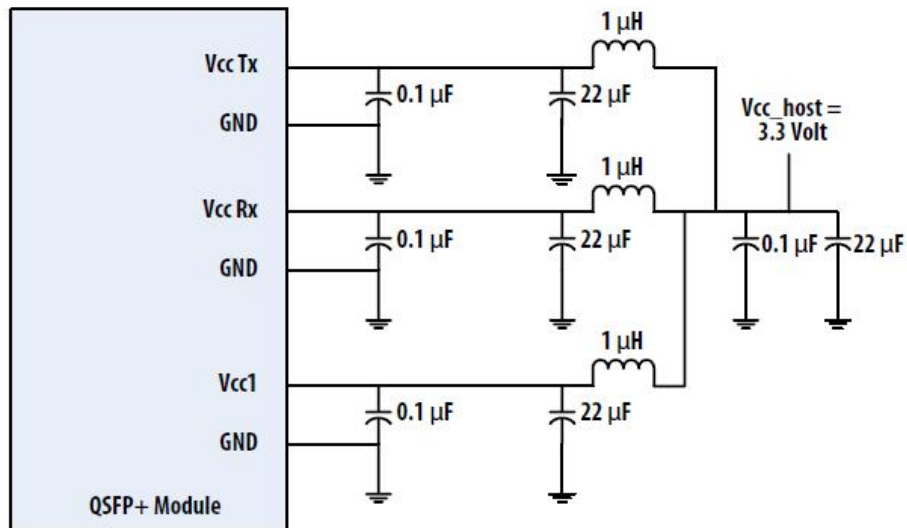 1 µH
Vcc Tx
0.1 µF
22 µF
GND
Vcc_host =
3.3 Volt
1 µH
Vcc Rx
0.1 µF
22 µF
0.1 µF
22 µF
GND
1 µH
Vcc1
0.1 µF
22 µF
GND
QSFP+ Module